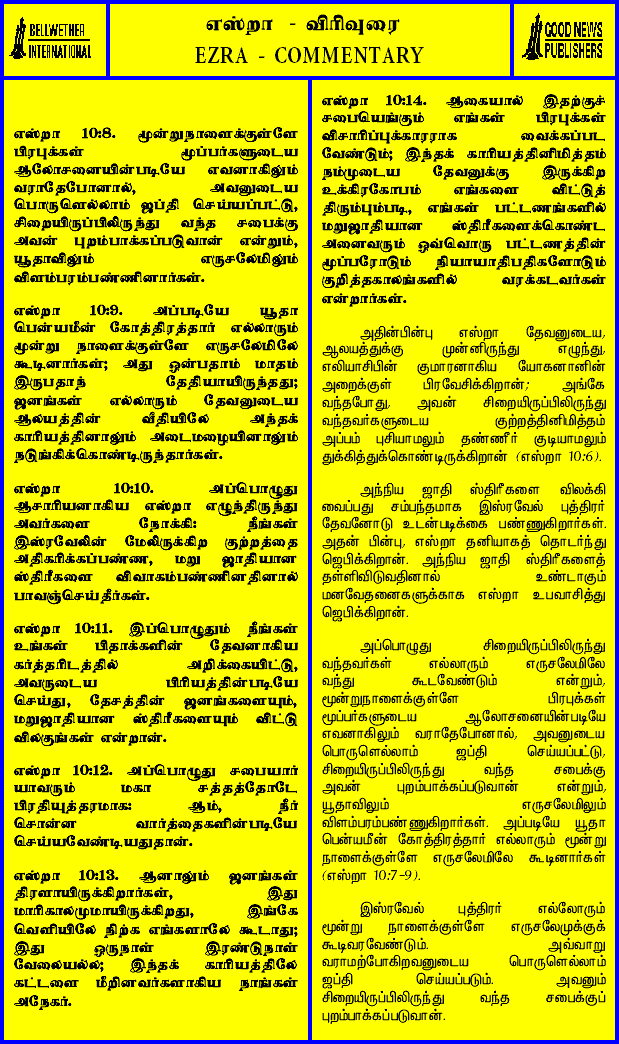 BELLWETHER
INTERNATIONAL
எஸ்றா - விரிவுரை
EZRA - COMMENTARY
GOOD NEWS
PUBLISHERS
எஸ்றா 10:8. மூன்றுநாளைக்குள்ளே
பிரபுக்கள் மூப்பர்களுடைய
ஆலோசனையின்படியே எவனாகிலும்
வராதேபோனால், அவனுடைய
பொருளெல்லாம் ஜப்தி செய்யப்பட்டு,
சிறையிருப்பிலிருந்து வந்த சபைக்கு
அவன் புறம்பாக்கப்படுவான் என்றும்,
யூதாவிலும் எருசலேமிலும்
விளம்பரம்பண்ணினார்கள்.
எஸ்றா 10:9. அப்படியே யூதா
பென்யமீன் கோத்திரத்தார் எல்லாரும்
மூன்று நாளைக்குள்ளே எருசலேமிலே
கூடினார்கள்; அது ஒன்பதாம் மாதம்
இருபதாந் தேதியாயிருந்தது;
ஜனங்கள் எல்லாரும் தேவனுடைய
ஆலயத்தின் வீதியிலே அந்தக்
காரியத்தினாலும் அடைமழையினாலும்
நடுங்கிக்கொண்டிருந்தார்கள்.
எஸ்றா 10:10. அப்பொழுது
ஆசாரியனாகிய எஸ்றா எழுந்திருந்து
அவர்களை நோக்கி: நீங்கள்
இஸ்ரவேலின் மேலிருக்கிற குற்றத்தை
அதிகரிக்கப்பண்ண, மறு ஜாதியான
ஸ்திரீகளை விவாகம்பண்ணினதினால்
பாவஞ்செய்தீர்கள்.
எஸ்றா 10:11. இப்பொழுதும் நீங்கள்
உங்கள் பிதாக்களின் தேவனாகிய
கர்த்தரிடத்தில் அறிக்கையிட்டு,
அவருடைய பிரியத்தின்படியே
செய்து, தேசத்தின் ஜனங்களையும்,
மறுஜாதியான ஸ்திரீகளையும் விட்டு
விலகுங்கள் என்றான்.
எஸ்றா 10:12. அப்பொழுது சபையார்
யாவரும் மகா சத்தத்தோடே
பிரதியுத்தரமாக: ஆம், நீர்
சொன்ன வார்த்தைகளின்படியே
செய்யவேண்டியதுதான்.
எஸ்றா 10:13. ஆனாலும் ஜனங்கள்
திரளாயிருக்கிறார்கள், இது
மாரிகாலமுமாயிருக்கிறது, இங்கே
வெளியிலே நிற்க எங்களாலே கூடாது;
இது ஒருநாள் இரண்டுநாள்
வேலையல்ல; இந்தக் காரியத்திலே
கட்டளை மீறினவர்களாகிய நாங்கள்
அநேகர்.
எஸ்றா 10:14. ஆகையால் இதற்குச்
சபையெங்கும் எங்கள் பிரபுக்கள்
விசாரிப்புக்காரராக வைக்கப்பட
வேண்டும்; இந்தக் காரியத்தினிமித்தம்
நம்முடைய தேவனுக்கு இருக்கிற
உக்கிரகோபம் எங்களை விட்டுத்
திரும்பும்படி, எங்கள் பட்டணங்களில்
மறுஜாதியான ஸ்திரீகளைக்கொண்ட
அனைவரும் ஒவ்வொரு பட்டணத்தின்
மூப்பரோடும் நியாயாதிபதிகளோடும்
குறித்தகாலங்களில் வரக்கடவர்கள்
என்றார்கள்.
அதின்பின்பு எஸ்றா தேவனுடைய,
ஆலயத்துக்கு முன்னிருந்து எழுந்து,
எலியாசிபின் குமாரனாகிய யோகனானின்
அறைக்குள் பிரவேசிக்கிறான்; அங்கே
வந்தபோது, அவன் சிறையிருப்பிலிருந்து
வந்தவர்களுடைய குற்றத்தினிமித்தம்
அப்பம் புசியாமலும் தண்ணீர் குடியாமலும்
துக்கித்துக்கொண்டிருக்கிறான் (எஸ்றா 10:6).
அந்நிய ஜாதி ஸ்திரீகளை விலக்கி
வைப்பது சம்பந்தமாக இஸ்ரவேல் புத்திரர்
தேவனோடு உடன்படிக்கை பண்ணுகிறார்கள்.
அதன் பின்பு, எஸ்றா தனியாகத் தொடர்ந்து
ஜெபிக்கிறான். அந்நிய ஜாதி ஸ்திரீகளைத்
தள்ளிவிடுவதினால் உண்டாகும்
மனவேதனைகளுக்காக எஸ்றா உபவாசித்து
ஜெபிக்கிறான்.
அப்பொழுது சிறையிருப்பிலிருந்து
வந்தவர்கள் எல்லாரும் எருசலேமிலே
வந்து கூடவேண்டும் என்றும்,
மூன்றுநாளைக்குள்ளே பிரபுக்கள்
மூப்பர்களுடைய ஆலோசனையின்படியே
எவனாகிலும் வராதேபோனால், அவனுடைய
பொருளெல்லாம் ஜப்தி செய்யப்பட்டு,
சிறையிருப்பிலிருந்து வந்த சபைக்கு
அவன் புறம்பாக்கப்படுவான் என்றும்,
யூதாவிலும் எருசலேமிலும்
விளம்பரம்பண்ணுகிறார்கள். அப்படியே யூதா
பென்யமீன் கோத்திரத்தார் எல்லாரும் மூன்று
நாளைக்குள்ளே எருசலேமிலே கூடினார்கள்
(எஸ்றா 10:7-9).
இஸ்ரவேல் புத்திரர் எல்லோரும்
மூன்று நாளைக்குள்ளே எருசலேமுக்குக்
கூடிவரவேண்டும். அவ்வாறு
வராமற்போகிறவனுடைய பொருளெல்லாம்
ஜப்தி செய்யப்படும். அவனும்
சிறையிருப்பிலிருந்து வந்த சபைக்குப்
புறம்பாக்கப்படுவான்.